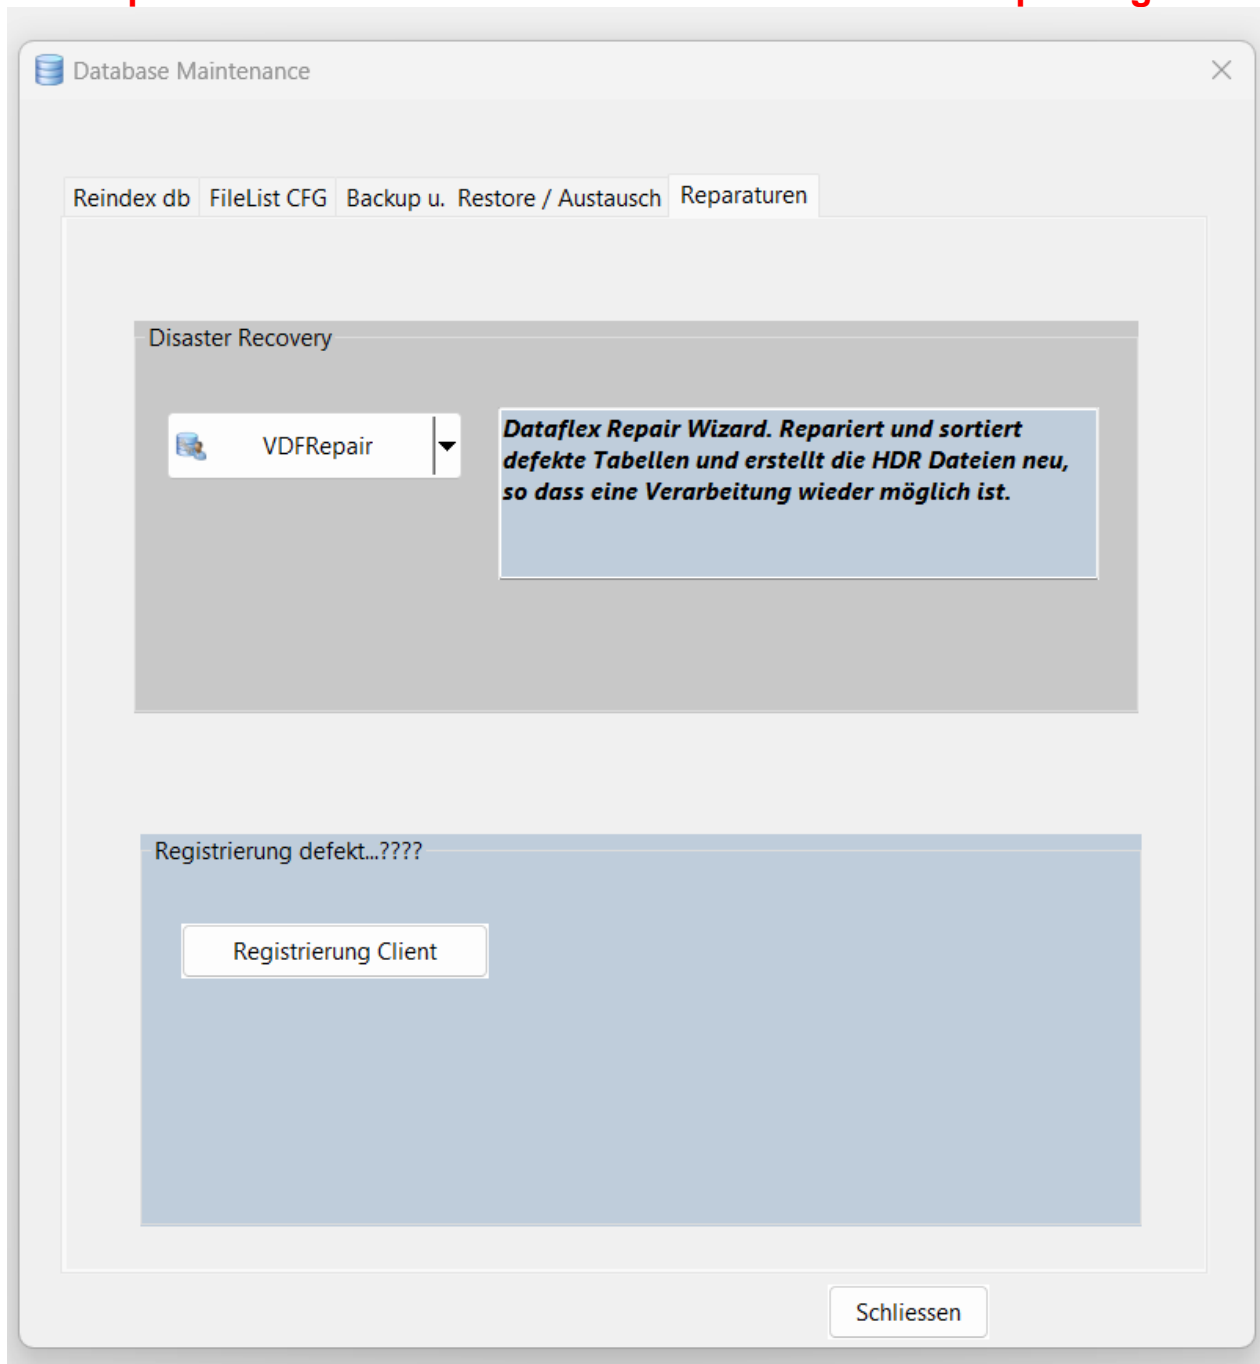 Database Maintenance
Reindex db FileList CFG Backup u. Restore / Austausch Reparaturen
Disaster Recovery
VDFRepair
Dataflex Repair Wizard. Repariert und sortiert
defekte Tabellen und erstellt die HDR Dateien neu,
so dass eine Verarbeitung wieder möglich ist.
Registrierung defekt...????
Registrierung Client
Schliessen